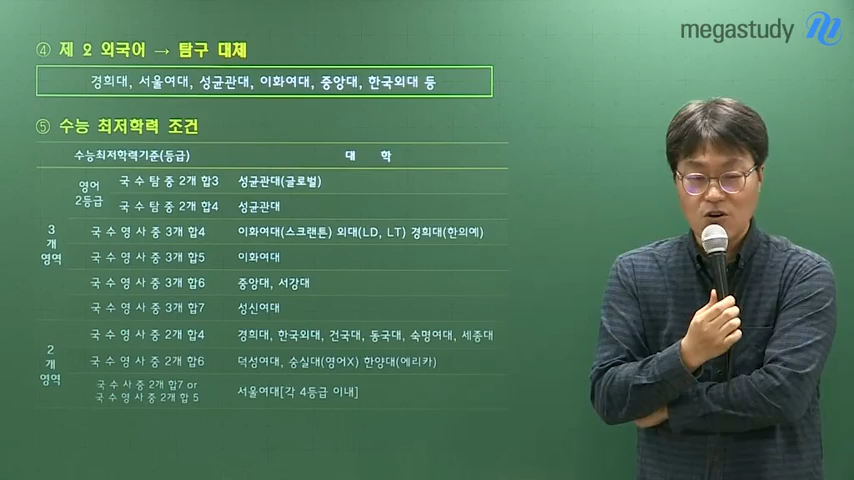 megastudy
④ 제 2 외국어 → 탐구 대체
경희대, 서울여대, 성균관대, 이화여대, 중앙대, 한국외대 등
⑤ 수능 최저학력 조건
수능최저학력기준(등급) 대 학
영어 2등급 국 수 탐 중 2개 합3 성균관대(글로벌)
국 수 탐 중 2개 합4 성균관대
3 개 영역 국 수 영 사 중 3개 합4 이화여대(스크랜튼) 외대(LD, LT) 경희대(한의예)
국 수 영 사 중 3개 합5 이화여대
국 수 영 사 중 3개 합6 중앙대, 서강대
국 수 영 사 중 3개 합7 성신여대
2 개 영역 국 수 영 사 중 2개 합4 경희대, 한국외대, 건국대, 동국대, 숙명여대, 세종대
국 수 영 사 중 2개 합6 덕성여대, 숭실대(영어X) 한양대(에리카)
국 수 사 중 2개 합7 or
국 수 영 사 중 2개 합 5 서울여대[각 4등급 이내]